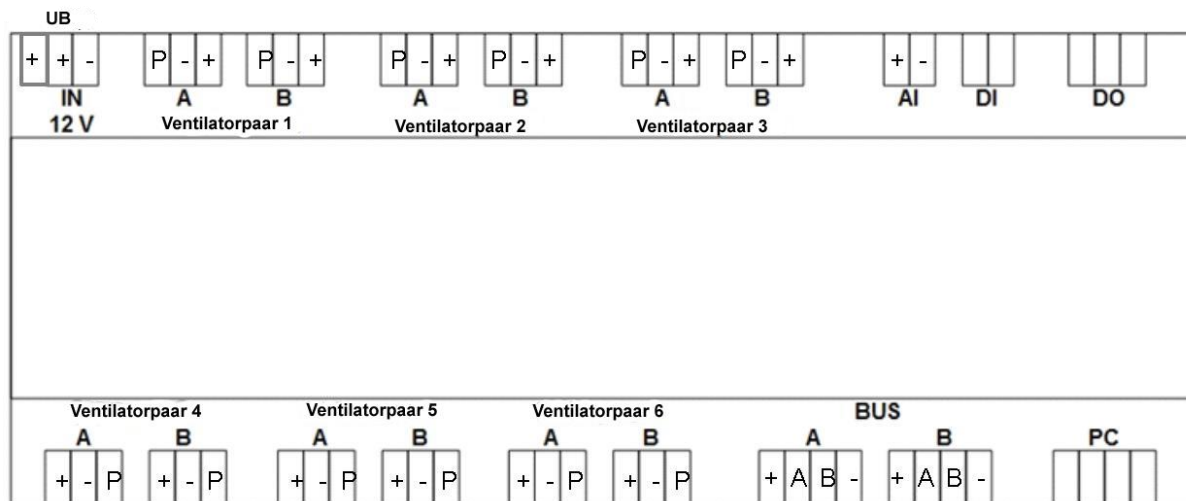 UB
+ + - P - + P - + P - + P - + P - + P - + + -
IN A B A B A B AI DI DO
12 V Ventilatorpaar 1 Ventilatorpaar 2 Ventilatorpaar 3
Ventilatorpaar 4 Ventilatorpaar 5 Ventilatorpaar 6 BUS
A B A B A B A B PC
+ - P + - P + - P + - P + - P + - P + A B - + A B -